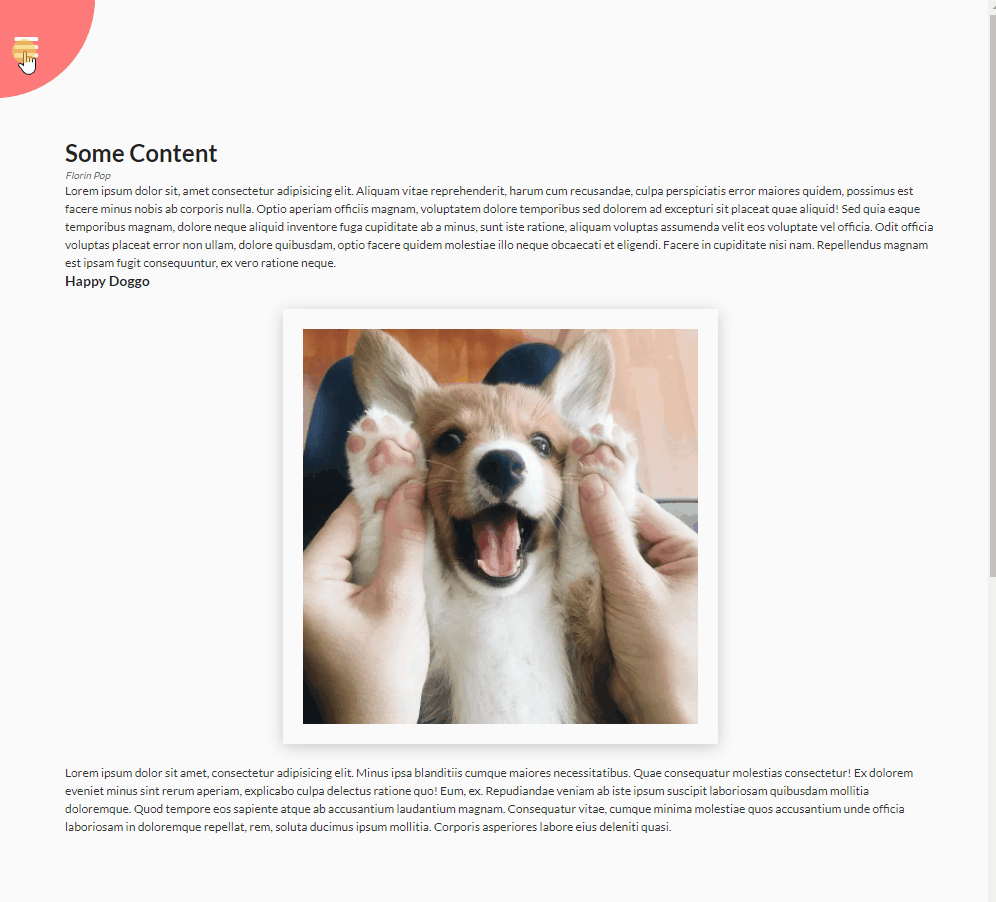 Some Content
Florin Pop
Lorem ipsum dolor sit, amet consectetur adipisicing elit. Aliquam vitae reprehenderit, harum cum recusandae, culpa perspiciatis error maiores quidem, possimus est
facere minus nobis ab corporis nulla. Optio aperiam officiis magnam, voluptatem dolore temporibus sed dolorem ad excepturi sit placeat quae aliquid! Sed quia eaque
temporibus magnam, dolore neque aliquid inventore fuga cupiditate ab a minus, sunt iste ratione, aliquam voluptas assumenda velit eos voluptate vel officia. Odit officia
voluptas placeat error non ullam, dolore quibusdam, optio facere quidem molestiae illo neque obcaecati et eligendi. Facere in cupiditate nisi nam. Repellendus magnam
est ipsam fugit consequuntur, ex vero ratione neque.
Happy Doggo
Lorem ipsum dolor sit amet, consectetur adipisicing elit. Minus ipsa blanditiis cumque maiores necessitatibus. Quae consequatur molestias consectetur! Ex dolorem
eveniet minus sint rerum aperiam, explicabo culpa delectus ratione quo! Eum, ex. Repudiandae veniam ab iste ipsum suscipit laboriosam quibusdam mollitia
doloremque. Quod tempore eos sapiente atque ab accusantium laudantium magnam. Consequatur vitae, cumque minima molestiae quos accusantium unde officia
laboriosam in doloremque repellat, rem, soluta ducimus ipsum mollitia. Corporis asperiores labore eius deleniti quasi.